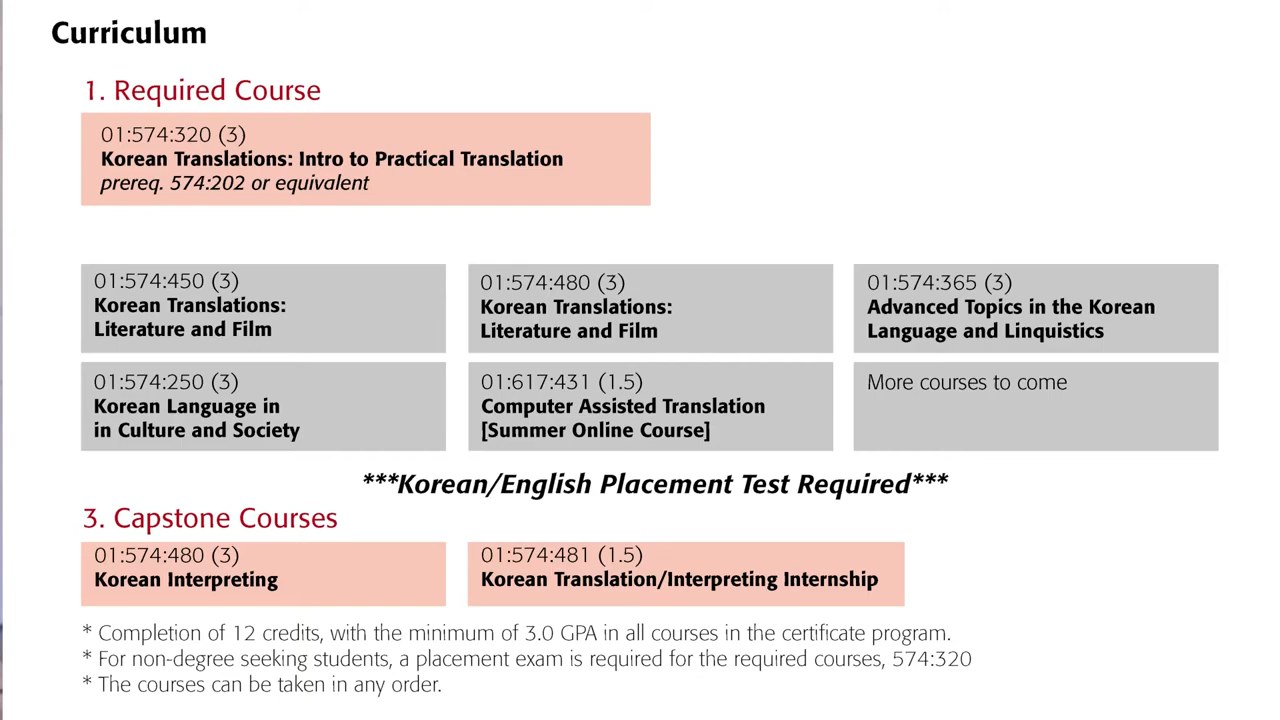 Curriculum
1. Required Course
01:574:320 (3)
Korean Translations: Intro to Practical Translation
prereq. 574:202 or equivalent
01:574:450 (3)
Korean Translations:
Literature and Film
01:574:480 (3)
Korean Translations:
Literature and Film
01:574:365 (3)
Advanced Topics in the Korean
Language and Linquistics
01:574:250 (3)
Korean Language in
in Culture and Society
01:617:431 (1.5)
Computer Assisted Translation
[Summer Online Course]
More courses to come
***Korean/English Placement Test Required***
3. Capstone Courses
01:574:480 (3)
Korean Interpreting
01:574:481 (1.5)
Korean Translation/Interpreting Internship
* Completion of 12 credits, with the minimum of 3.0 GPA in all courses in the certificate program.
* For non-degree seeking students, a placement exam is required for the required courses, 574:320
* The courses can be taken in any order.